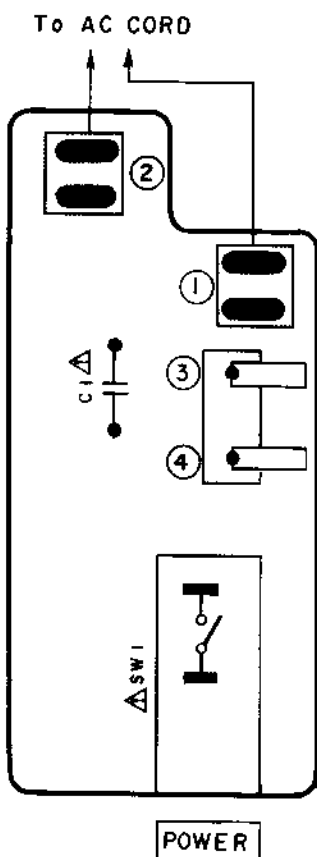 To AC CORD
②
①
③
C1
④
SW1
POWER